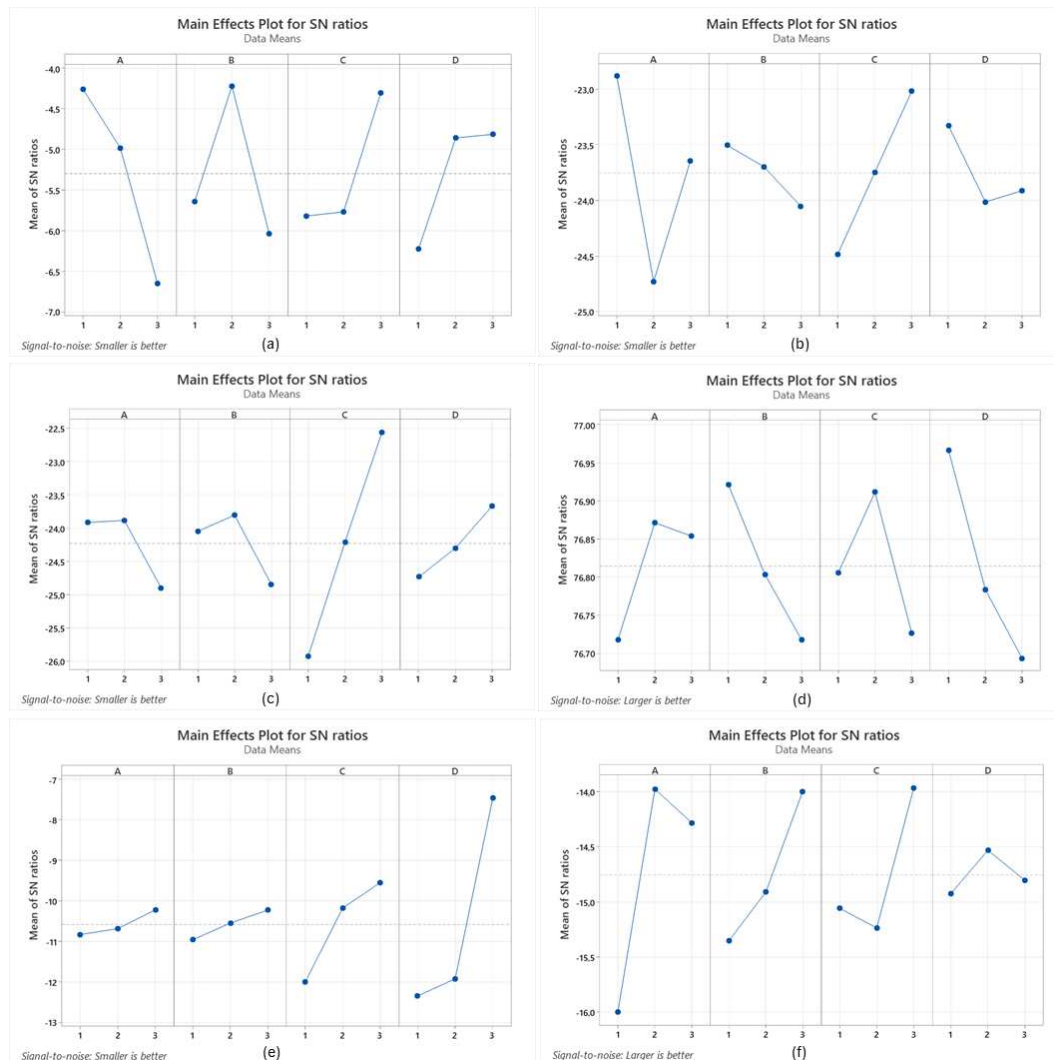 Main Effects Plot for SN ratios
Data Means
A B C D
Mean of SN ratios
-4.0
-4.5
-5.0
-5.5
-6.0
-6.5
-7.0
1 2 3 1 2 3 1 2 3 1 2 3
Signal-to-noise: Smaller is better
(a)
Main Effects Plot for SN ratios
Data Means
A B C D
Mean of SN ratios
-23.0
-23.5
-24.0
-24.5
-25.0
1 2 3 1 2 3 1 2 3 1 2 3
Signal-to-noise: Smaller is better
(b)
Main Effects Plot for SN ratios
Data Means
A B C D
Mean of SN ratios
-22.5
-23.0
-23.5
-24.0
-24.5
-25.0
-25.5
-26.0
1 2 3 1 2 3 1 2 3 1 2 3
Signal-to-noise: Smaller is better
(c)
Main Effects Plot for SN ratios
Data Means
A B C D
Mean of SN ratios
77.00
76.95
76.90
76.85
76.80
76.75
76.70
1 2 3 1 2 3 1 2 3 1 2 3
Signal-to-noise: Larger is better
(d)
Main Effects Plot for SN ratios
Data Means
A B C D
Mean of SN ratios
-7
-8
-9
-10
-11
-12
-13
1 2 3 1 2 3 1 2 3 1 2 3
Signal-to-noise: Smaller is better
(e)
Main Effects Plot for SN ratios
Data Means
A B C D
Mean of SN ratios
-14.0
-14.5
-15.0
-15.5
-16.0
1 2 3 1 2 3 1 2 3 1 2 3
Signal-to-noise: Larger is better
(f)